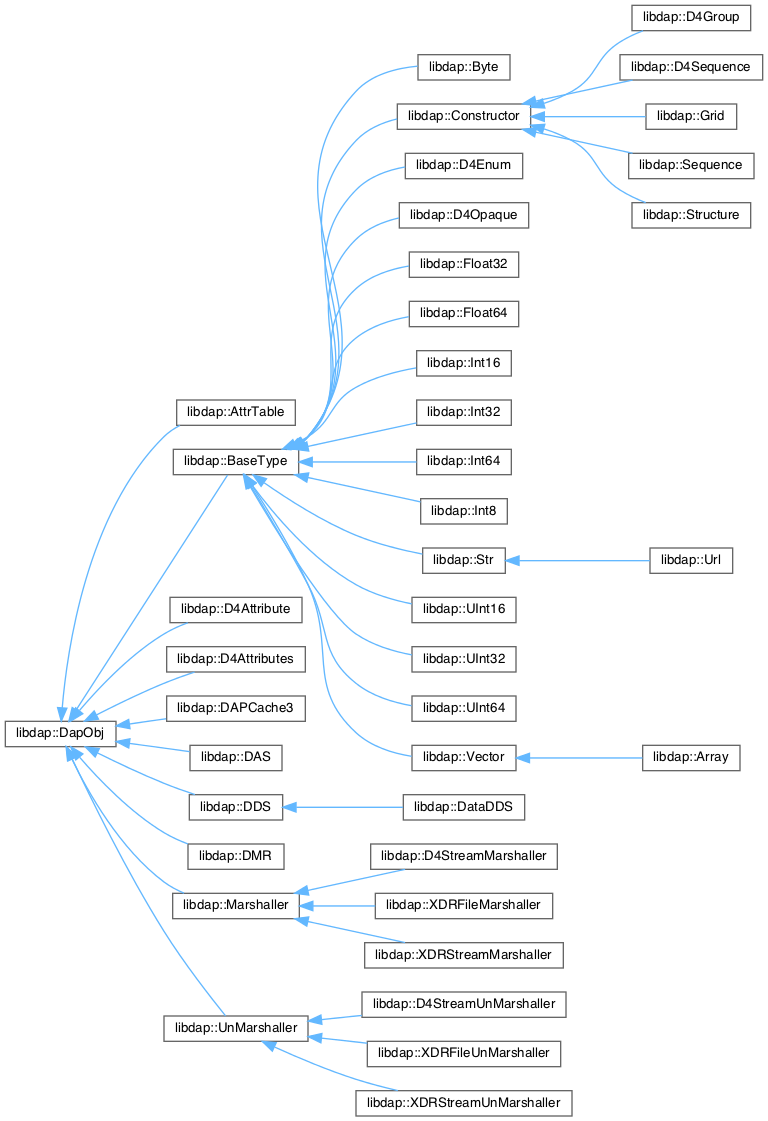 libdap::D4Group
libdap::Byte
libdap::D4Sequence
libdap::Constructor
libdap::Grid
libdap::D4Enum
libdap::Sequence
libdap::D4Opaque
libdap::Structure
libdap::Float32
libdap::Float64
libdap::Int16
libdap::AttrTable
libdap::Int32
libdap::BaseType
libdap::Int64
libdap::Int8
libdap::Str
libdap::Url
libdap::D4Attribute
libdap::UInt16
libdap::D4Attributes
libdap::UInt32
libdap::DAPCache3
libdap::UInt64
libdap::DapObj
libdap::DAS
libdap::Vector
libdap::Array
libdap::DDS
libdap::DataDDS
libdap::DMR
libdap::D4StreamMarshaller
libdap::Marshaller
libdap::XDRFileMarshaller
libdap::XDRStreamMarshaller
libdap::D4StreamUnMarshaller
libdap::UnMarshaller
libdap::XDRFileUnMarshaller
libdap::XDRStreamUnMarshaller